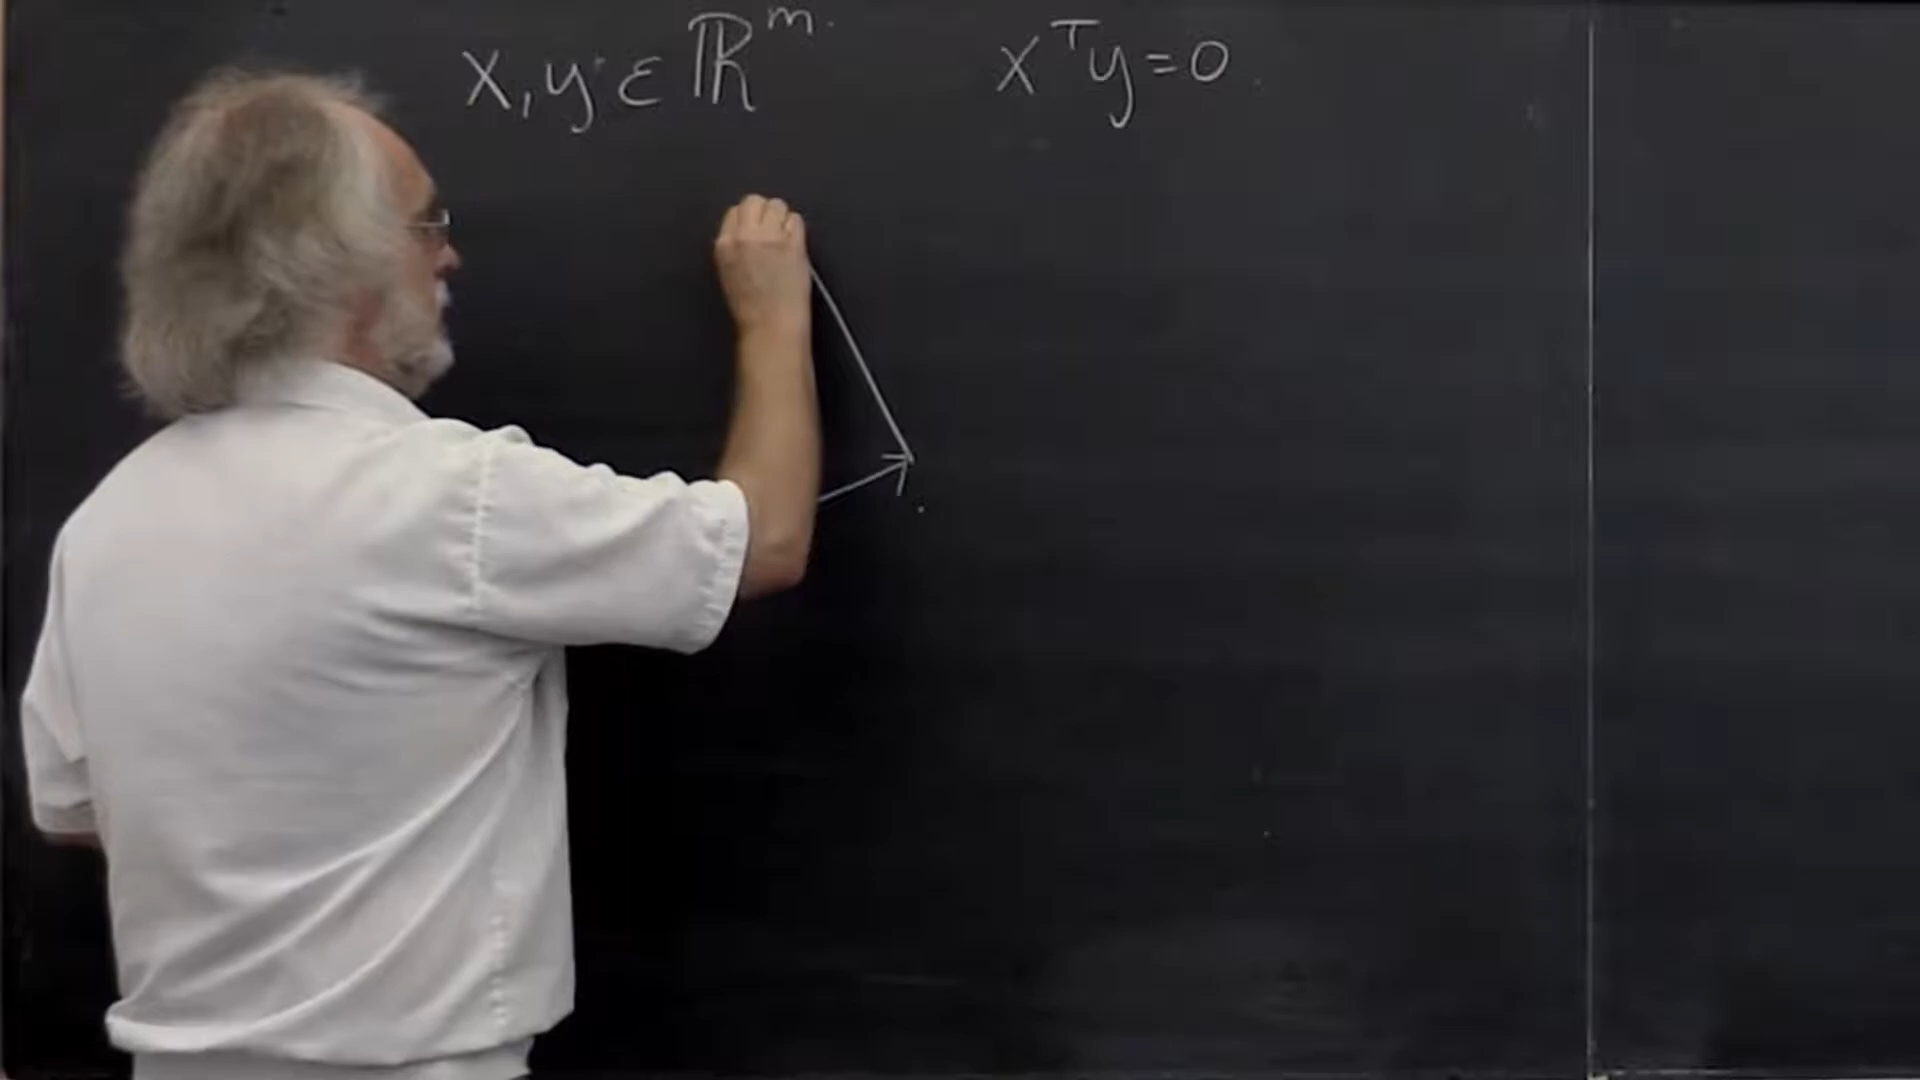 x, y ∈ ℝᵐ. xᵀy = 0